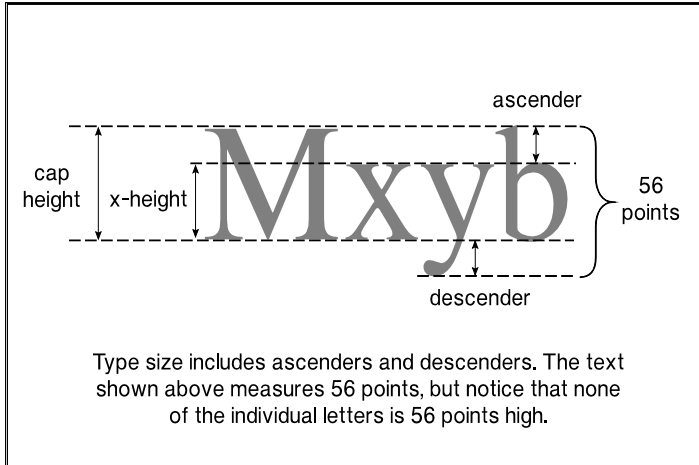 ascender
Mxyb
cap
height
x-height
56
points
descender
Type size includes ascenders and descenders. The text
shown above measures 56 points, but notice that none
of the individual letters is 56 points high.